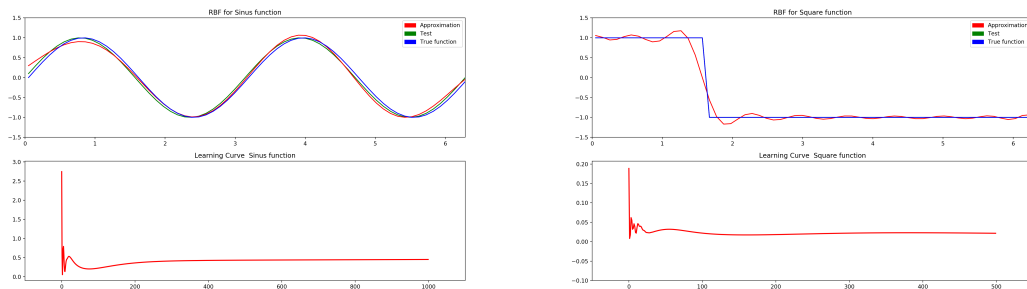 RBF for Sinus function
1.5
1.0
0.5
0.0
−0.5
−1.0
−1.5
0 1 2 3 4 5 6
Approximation
Test
True function
Learning Curve  Sinus function
3.0
2.5
2.0
1.5
1.0
0.5
0.0
0 200 400 600 800 1000
RBF for Square function
1.5
1.0
0.5
0.0
−0.5
−1.0
−1.5
0 1 2 3 4 5 6
Approximation
Test
True function
Learning Curve  Square function
0.20
0.15
0.10
0.05
0.00
−0.05
−0.10
0 100 200 300 400 500